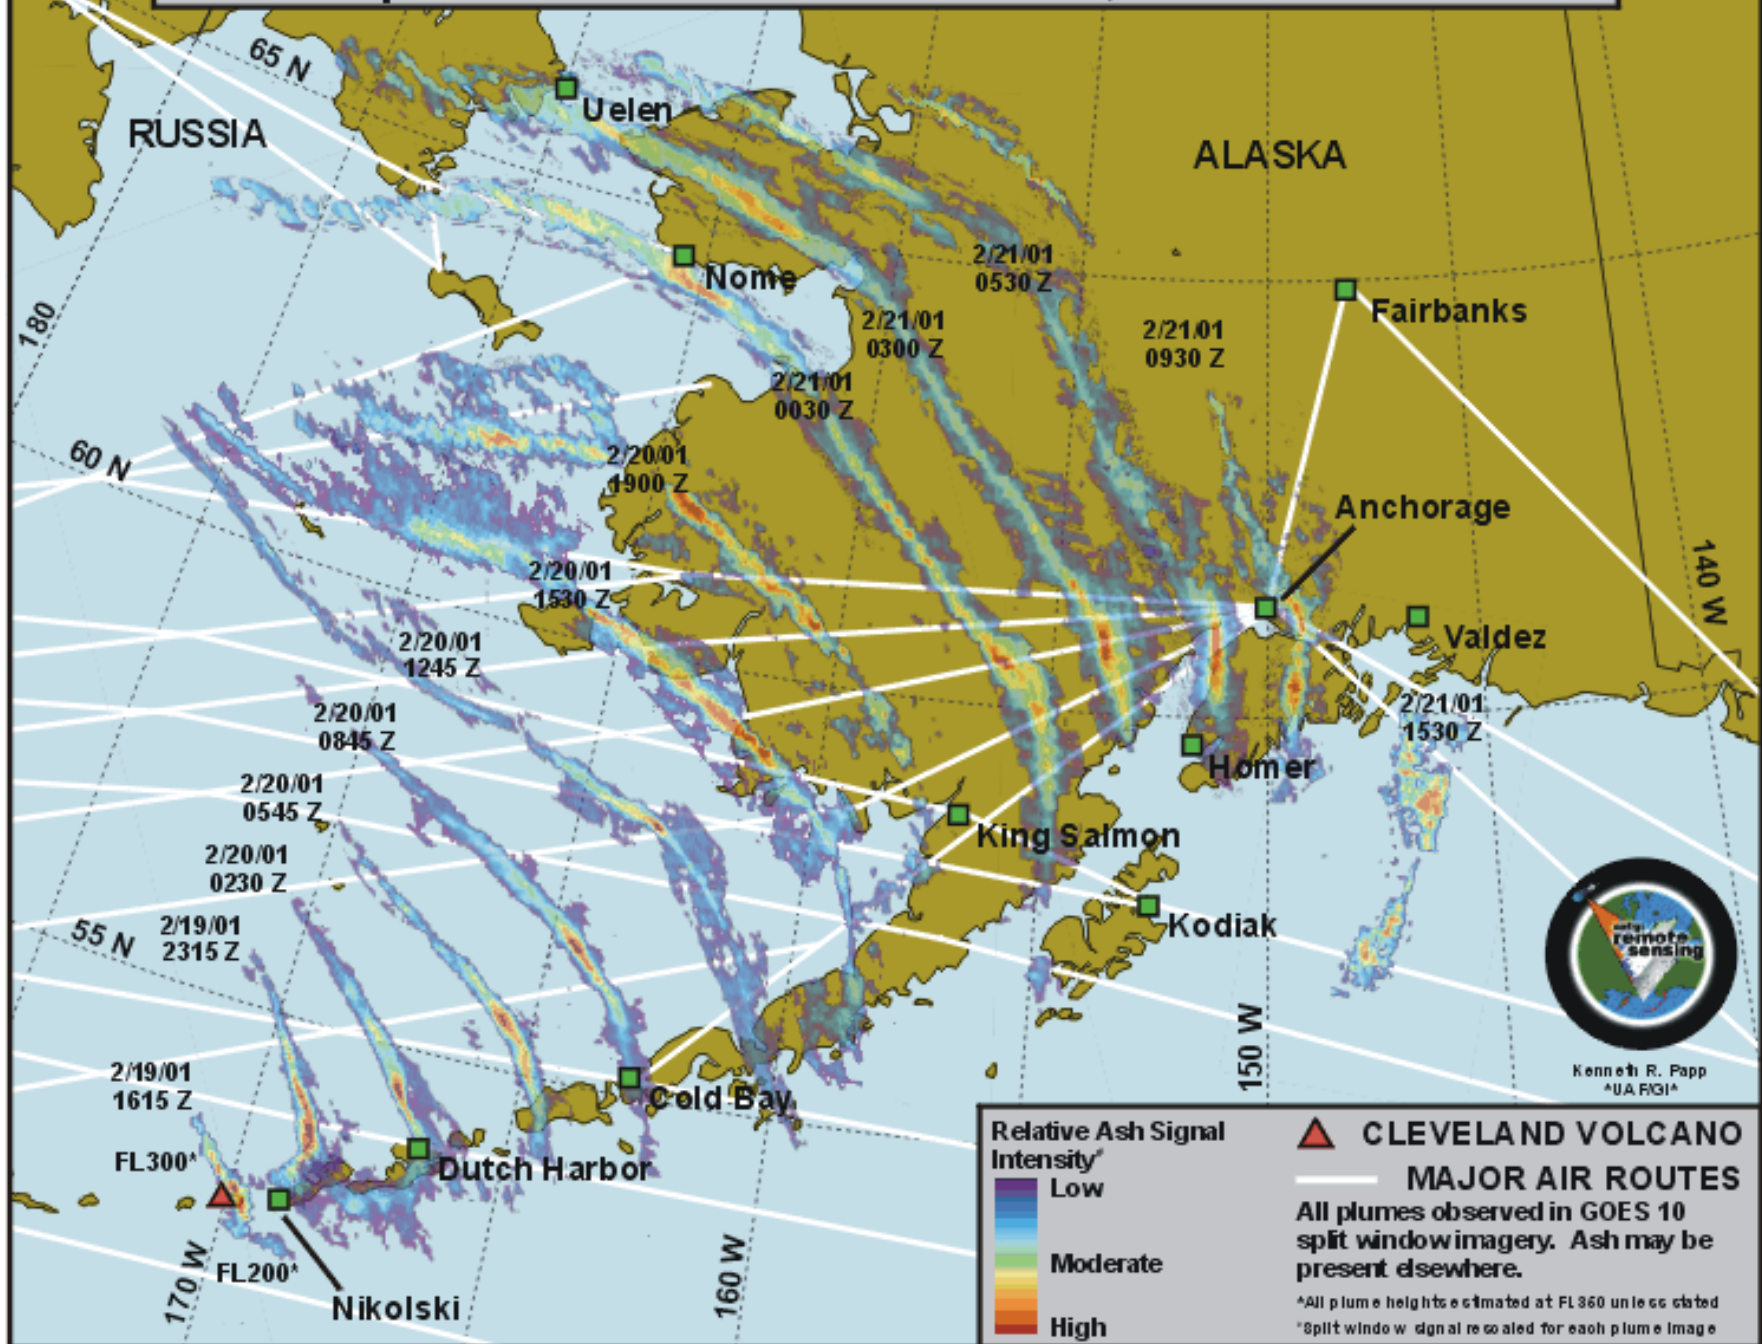 65 N
RUSSIA
Uelen
ALASKA
Nome
2/21/01
0530 Z
Fairbanks
180
2/21/01
0300 Z
2/21/01
0930 Z
2/21/01
0030 Z
60 N
2/20/01
1900 Z
Anchorage
140 W
2/20/01
1530 Z
Valdez
2/20/01
1245 Z
2/20/01
0845 Z
2/21/01
1530 Z
Homer
2/20/01
0545 Z
King Salmon
2/20/01
0230 Z
Kodiak
2/19/01
2315 Z
55 N
remote
sensing
150 W
Kenneth R. Papp
*UAF/GI*
2/19/01
1615 Z
Cold Bay
FL300*
Dutch Harbor
FL200*
170 W
Nikolski
160 W
Relative Ash Signal
Intensity
Low
Moderate
High
CLEVELAND VOLCANO
MAJOR AIR ROUTES
All plumes observed in GOES 10
split window imagery. Ash may be
present elsewhere.
*All plume heights estimated at FL350 unless stated
Split window signal rescaled for each plume image